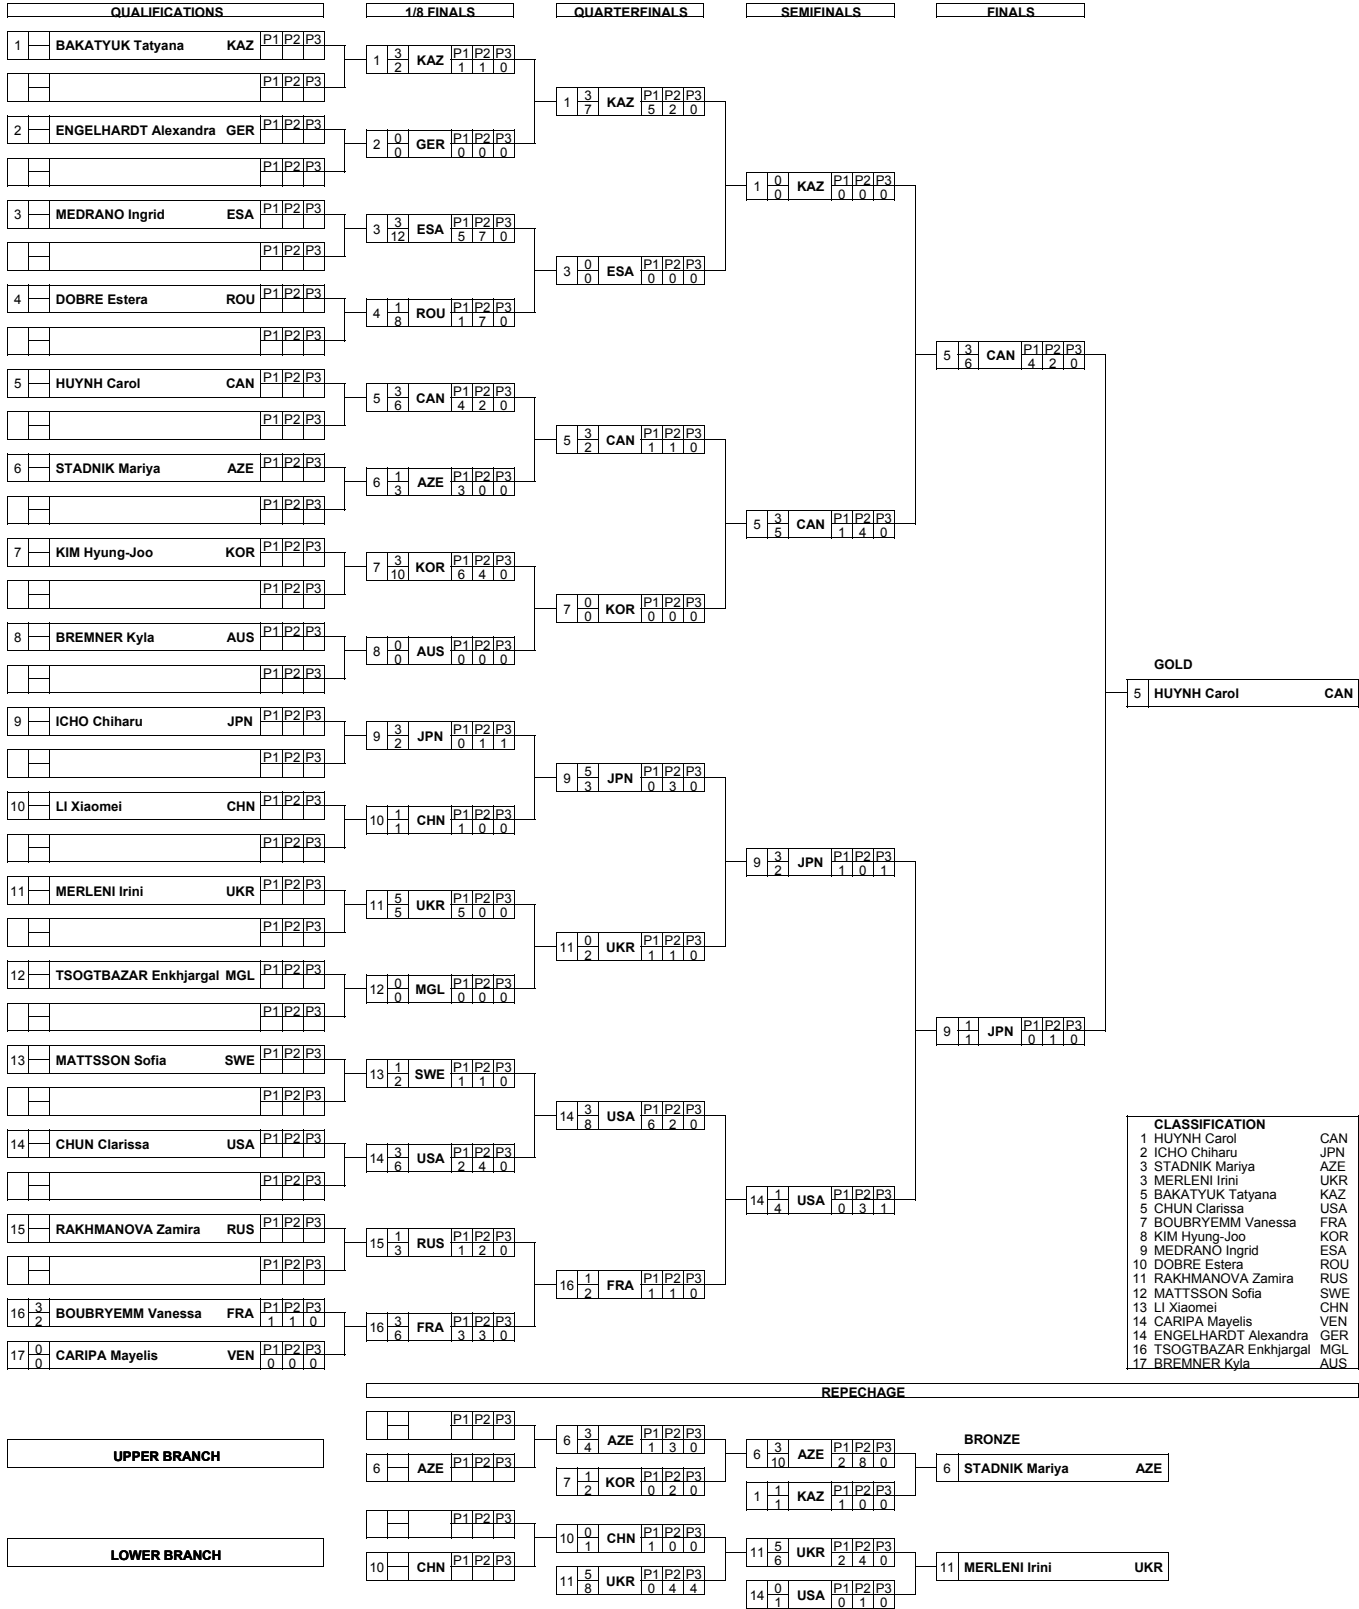 QUALIFICATIONS 1/8 FINALS QUARTERFINALS SEMIFINALS FINALS
1 BAKATYUK Tatyana KAZ P1 P2 P3
P1 P2 P3
2 ENGELHARDT Alexandra GER P1 P2 P3
P1 P2 P3
3 MEDRANO Ingrid ESA P1 P2 P3
P1 P2 P3
4 DOBRE Estera ROU P1 P2 P3
P1 P2 P3
5 HUYNH Carol CAN P1 P2 P3
P1 P2 P3
6 STADNIK Mariya AZE P1 P2 P3
P1 P2 P3
7 KIM Hyung-Joo KOR P1 P2 P3
P1 P2 P3
8 BREMNER Kyla AUS P1 P2 P3
P1 P2 P3
9 ICHO Chiharu JPN P1 P2 P3
P1 P2 P3
10 LI Xiaomei CHN P1 P2 P3
P1 P2 P3
11 MERLENI Irini UKR P1 P2 P3
P1 P2 P3
12 TSOGTBAZAR Enkhjargal MGL P1 P2 P3
P1 P2 P3
13 MATTSSON Sofia SWE P1 P2 P3
P1 P2 P3
14 CHUN Clarissa USA P1 P2 P3
P1 P2 P3
15 RAKHMANOVA Zamira RUS P1 P2 P3
P1 P2 P3
16 3 BOUBRYEMM Vanessa FRA P1 P2 P3
2 1 1 0
17 0 CARIPA Mayelis VEN P1 P2 P3
0 0 0 0
1 3 KAZ P1 P2 P3
2 1 1 0
2 0 GER P1 P2 P3
0 0 0 0
3 3 ESA P1 P2 P3
12 5 7 0
4 1 ROU P1 P2 P3
8 1 7 0
5 3 CAN P1 P2 P3
6 4 2 0
6 1 AZE P1 P2 P3
3 3 0 0
7 3 KOR P1 P2 P3
10 6 4 0
8 0 AUS P1 P2 P3
0 0 0 0
9 3 JPN P1 P2 P3
2 0 1 1
10 1 CHN P1 P2 P3
1 1 0 0
11 5 UKR P1 P2 P3
5 5 0 0
12 0 MGL P1 P2 P3
0 0 0 0
13 1 SWE P1 P2 P3
2 1 1 0
14 3 USA P1 P2 P3
6 2 4 0
15 1 RUS P1 P2 P3
3 1 2 0
16 3 FRA P1 P2 P3
6 3 3 0
1 3 KAZ P1 P2 P3
7 5 2 0
3 0 ESA P1 P2 P3
0 0 0 0
5 3 CAN P1 P2 P3
2 1 1 0
7 0 KOR P1 P2 P3
0 0 0 0
9 5 JPN P1 P2 P3
3 0 3 0
11 0 UKR P1 P2 P3
2 1 1 0
14 3 USA P1 P2 P3
8 6 2 0
16 1 FRA P1 P2 P3
2 1 1 0
1 0 KAZ P1 P2 P3
0 0 0 0
5 3 CAN P1 P2 P3
5 1 4 0
9 3 JPN P1 P2 P3
2 1 0 1
14 1 USA P1 P2 P3
4 0 3 1
5 3 CAN P1 P2 P3
6 4 2 0
9 1 JPN P1 P2 P3
1 0 1 0
GOLD
5 HUYNH Carol CAN
CLASSIFICATION
1 HUYNH Carol CAN
2 ICHO Chiharu JPN
3 STADNIK Mariya AZE
3 MERLENI Irini UKR
5 BAKATYUK Tatyana KAZ
5 CHUN Clarissa USA
7 BOUBRYEMM Vanessa FRA
8 KIM Hyung-Joo KOR
9 MEDRANO Ingrid ESA
10 DOBRE Estera ROU
11 RAKHMANOVA Zamira RUS
12 MATTSSON Sofia SWE
13 LI Xiaomei CHN
14 CARIPA Mayelis VEN
14 ENGELHARDT Alexandra GER
16 TSOGTBAZAR Enkhjargal MGL
17 BREMNER Kyla AUS
REPECHAGE
UPPER BRANCH
P1 P2 P3
6 AZE P1 P2 P3
6 3 AZE P1 P2 P3
4 1 3 0
7 1 KOR P1 P2 P3
2 0 2 0
6 3 AZE P1 P2 P3
10 2 8 0
1 1 KAZ P1 P2 P3
1 1 0 0
BRONZE
6 STADNIK Mariya AZE
LOWER BRANCH
P1 P2 P3
10 CHN P1 P2 P3
10 0 CHN P1 P2 P3
1 1 0 0
11 5 UKR P1 P2 P3
8 0 4 4
11 5 UKR P1 P2 P3
6 2 4 0
14 0 USA P1 P2 P3
1 0 1 0
11 MERLENI Irini UKR